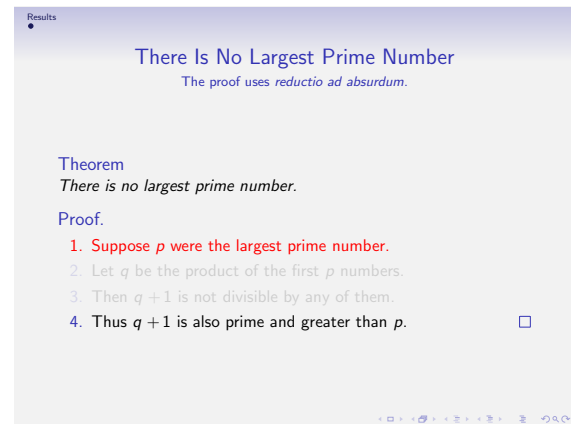 Results
There Is No Largest Prime Number
The proof uses reductio ad absurdum.
Theorem
There is no largest prime number.
Proof.
1. Suppose p were the largest prime number.
2. Let q be the product of the first p numbers.
3. Then q + 1 is not divisible by any of them.
4. Thus q + 1 is also prime and greater than p.